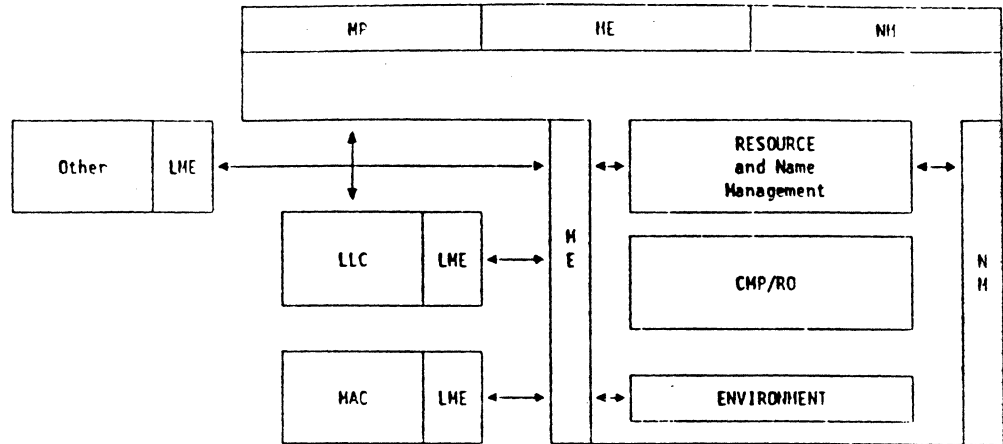 MP ME NM
Other LME
RESOURCE
and Name
Management
LLC LME
M
E
CMP/RO
N
M
MAC LME
ENVIRONMENT